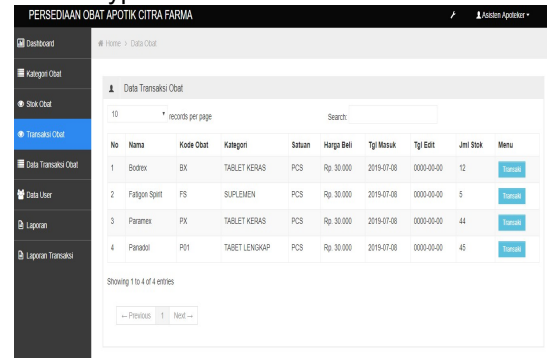 PERSEDIAAN OBAT APOTIK CITRA FARMA Asisten Apoteker
Dashboard
Home > Data Obat
Kategori Obat
Stok Obat
Transaksi Obat
Data Transaksi Obat
Data User
Laporan
Laporan Transaksi
Data Transaksi Obat
10 records per page Search:
No Nama Kode Obat Kategori Satuan Harga Beli Tgl Masuk Tgl Edit Jml Stok Menu
1 Bodrex BX TABLET KERAS PCS Rp. 30.000 2019-07-08 0000-00-00 12 Transaksi
2 Fatigon Spirit FS SUPLEMEN PCS Rp. 30.000 2019-07-08 0000-00-00 5 Transaksi
3 Paramex PX TABLET KERAS PCS Rp. 30.000 2019-07-08 0000-00-00 44 Transaksi
4 Panadol P01 TABET LENGKAP PCS Rp. 30.000 2019-07-08 0000-00-00 45 Transaksi
Showing 1 to 4 of 4 entries
← Previous 1 Next →